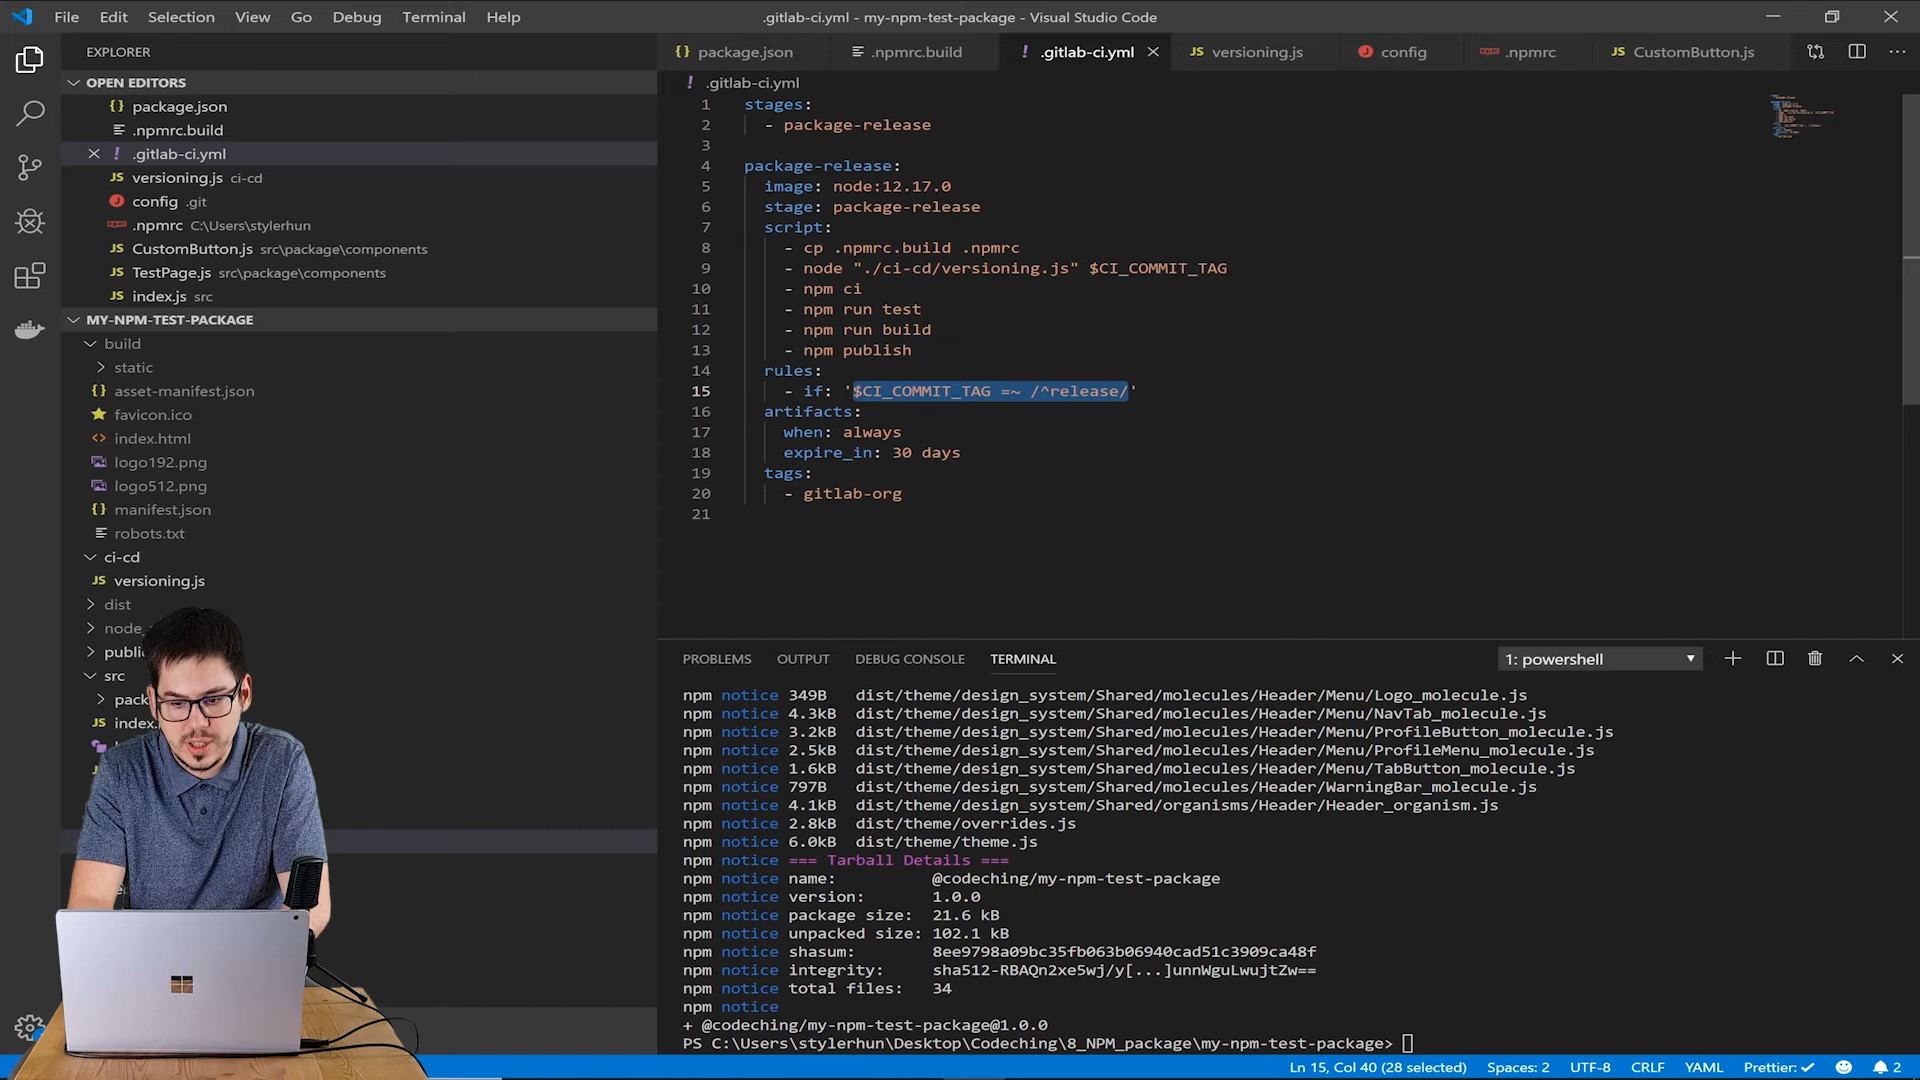 File Edit Selection View Go Debug Terminal Help
.gitlab-ci.yml - my-npm-test-package - Visual Studio Code
EXPLORER
OPEN EDITORS
package.json
.npmrc.build
.gitlab-ci.yml
versioning.js ci-cd
config .git
.npmrc C:\Users\stylerhun
CustomButton.js src\package\components
TestPage.js src\package\components
index.js src
MY-NPM-TEST-PACKAGE
build
static
asset-manifest.json
favicon.ico
index.html
logo192.png
logo512.png
manifest.json
robots.txt
ci-cd
versioning.js
dist
node_
publi
src
pac
index.
package.json .npmrc.build .gitlab-ci.yml versioning.js config .npmrc CustomButton.js
.gitlab-ci.yml
1 stages:
2 - package-release
3
4 package-release:
5 image: node:12.17.0
6 stage: package-release
7 script:
8 - cp .npmrc.build .npmrc
9 - node "./ci-cd/versioning.js" $CI_COMMIT_TAG
10 - npm ci
11 - npm run test
12 - npm run build
13 - npm publish
14 rules:
15 - if: '$CI_COMMIT_TAG =~ /^release/'
16 artifacts:
17 when: always
18 expire_in: 30 days
19 tags:
20 - gitlab-org
21
PROBLEMS OUTPUT DEBUG CONSOLE TERMINAL
1: powershell
npm notice 349B dist/theme/design_system/Shared/molecules/Header/Menu/Logo_molecule.js
npm notice 4.3kB dist/theme/design_system/Shared/molecules/Header/Menu/NavTab_molecule.js
npm notice 3.2kB dist/theme/design_system/Shared/molecules/Header/Menu/ProfileButton_molecule.js
npm notice 2.5kB dist/theme/design_system/Shared/molecules/Header/Menu/ProfileMenu_molecule.js
npm notice 1.6kB dist/theme/design_system/Shared/molecules/Header/Menu/TabButton_molecule.js
npm notice 797B dist/theme/design_system/Shared/molecules/Header/WarningBar_molecule.js
npm notice 4.1kB dist/theme/design_system/Shared/organisms/Header/Header_organism.js
npm notice 2.8kB dist/theme/overrides.js
npm notice 6.0kB dist/theme/theme.js
npm notice === Tarball Details ===
npm notice name: @codeching/my-npm-test-package
npm notice version: 1.0.0
npm notice package size: 21.6 kB
npm notice unpacked size: 102.1 kB
npm notice shasum: 8ee9798a09bc35fb063b06940cad51c3909ca48f
npm notice integrity: sha512-RBAQn2xe5wj/y[...]unnWguLwujtZw==
npm notice total files: 34
npm notice
+ @codeching/my-npm-test-package@1.0.0
PS C:\Users\stylerhun\Desktop\Codeching\8_NPM_package\my-npm-test-package>
Ln 15, Col 40 (28 selected) Spaces: 2 UTF-8 CRLF YAML Prettier: ✓ 2